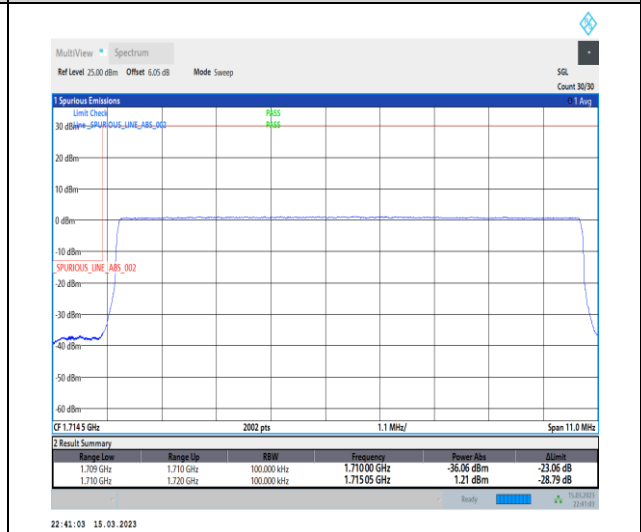 MultiView Spectrum
Ref Level 25.00 dBm Offset 6.05 dB Mode Sweep SGL
Count 30/30
1 Spurious Emissions 1 Avg
Limit Check PASS
30 dBm Line _SPURIOUS_LINE_ABS_002 PASS
20 dBm
10 dBm
0 dBm
-10 dBm
_SPURIOUS_LINE_ABS_002
-20 dBm
-30 dBm
-40 dBm
-50 dBm
-60 dBm
CF 1.7145 GHz 2002 pts 1.1 MHz/ Span 11.0 MHz
2 Result Summary
Range Low Range Up RBW Frequency Power Abs ΔLimit
1.709 GHz 1.710 GHz 100.000 kHz 1.71000 GHz -36.06 dBm -23.06 dB
1.710 GHz 1.720 GHz 100.000 kHz 1.71505 GHz 1.21 dBm -28.79 dB
Ready 15.03.2023
22:41:03
22:41:03 15.03.2023